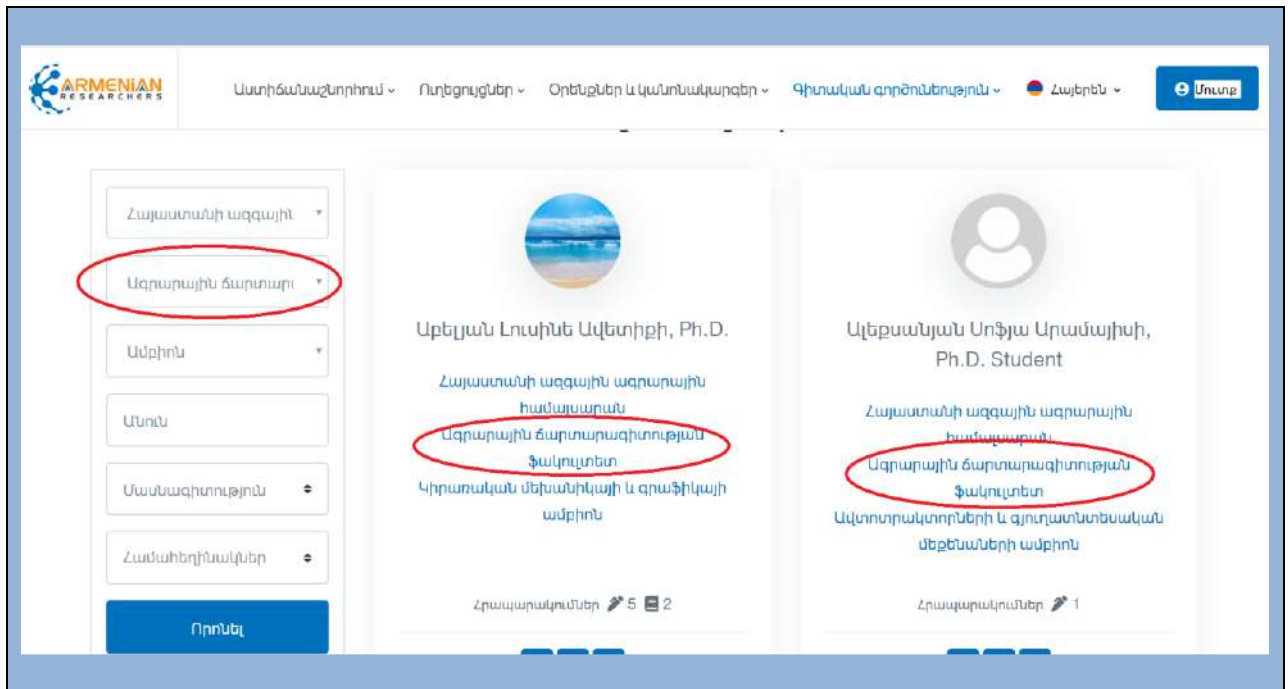 ARMENIAN
RESEARCHERS
Աստիճանաշնորհում
Ուղեցույցներ
Օրենքներ և կանոնակարգեր
Գիտական գործունեություն
Հայերեն
Մուտք
Հայաստանի ազգային
Ագրարային ճարտար
Ամբիոն
Անուն
Մասնագիտություն
Համահեղինակներ
Որոնել
Աբելյան Լուսինե Ավետիքի, Ph.D.
Հայաստանի ազգային ագրարային
համալսարան
Ագրարային ճարտարագիտության
ֆակուլտետ
Կիրառական մեխանիկայի և գրաֆիկայի
ամբիոն
Հրապարակումներ 5 2
Ալեքսանյան Սոֆյա Արամայիսի,
Ph.D. Student
Հայաստանի ազգային ագրարային
համալսարան
Ագրարային ճարտարագիտության
ֆակուլտետ
Ավտոտրակտորների և գյուղատնտեսական
մեքենաների ամբիոն
Հրապարակումներ 1